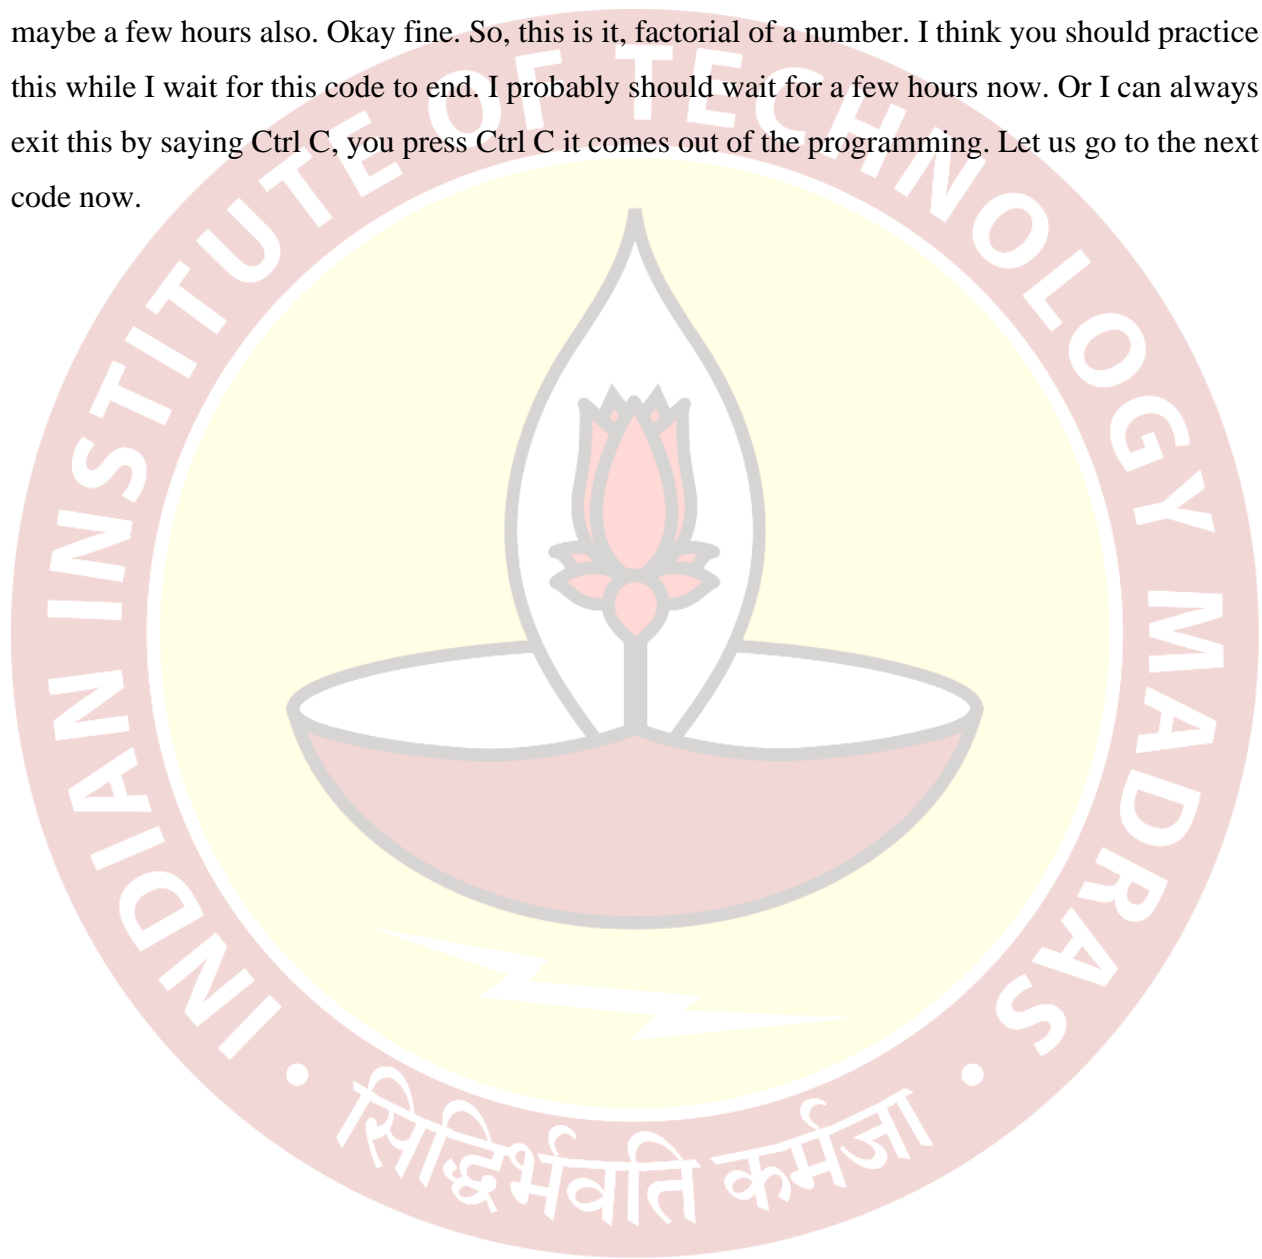 maybe a few hours also. Okay fine. So, this is it, factorial of a number. I think you should practice
this while I wait for this code to end. I probably should wait for a few hours now. Or I can always
exit this by saying Ctrl C, you press Ctrl C it comes out of the programming. Let us go to the next
code now.
INDIAN INSTITUTE OF TECHNOLOGY MADRAS
सिद्धिर्भवति कर्मजा